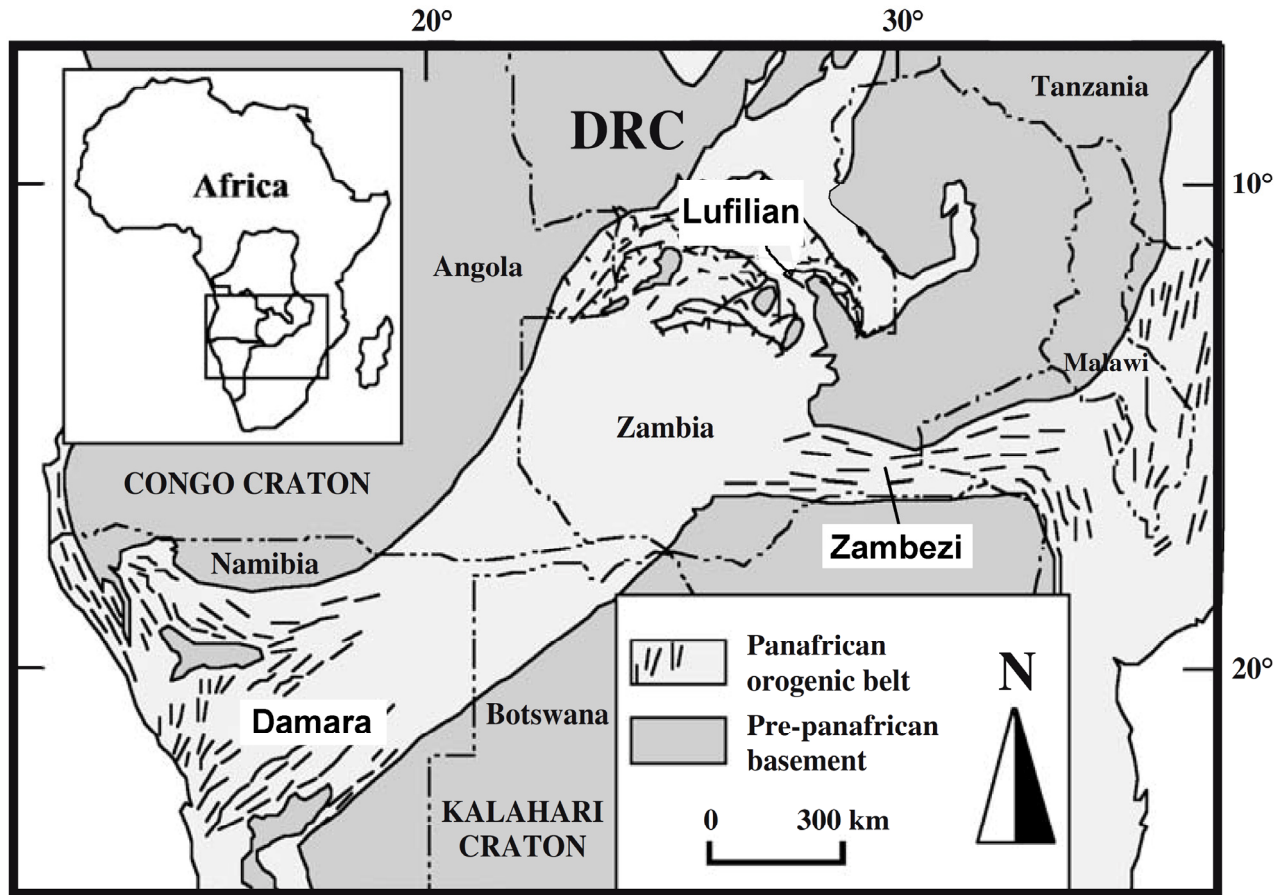 20°
30°
Tanzania
DRC
10°
Africa
Lufilian
Angola
Malawi
Zambia
CONGO CRATON
Zambezi
Namibia
Panafrican
orogenic belt
N
20°
Damara
Botswana
Pre-panafrican
basement
KALAHARI
CRATON
0 300 km